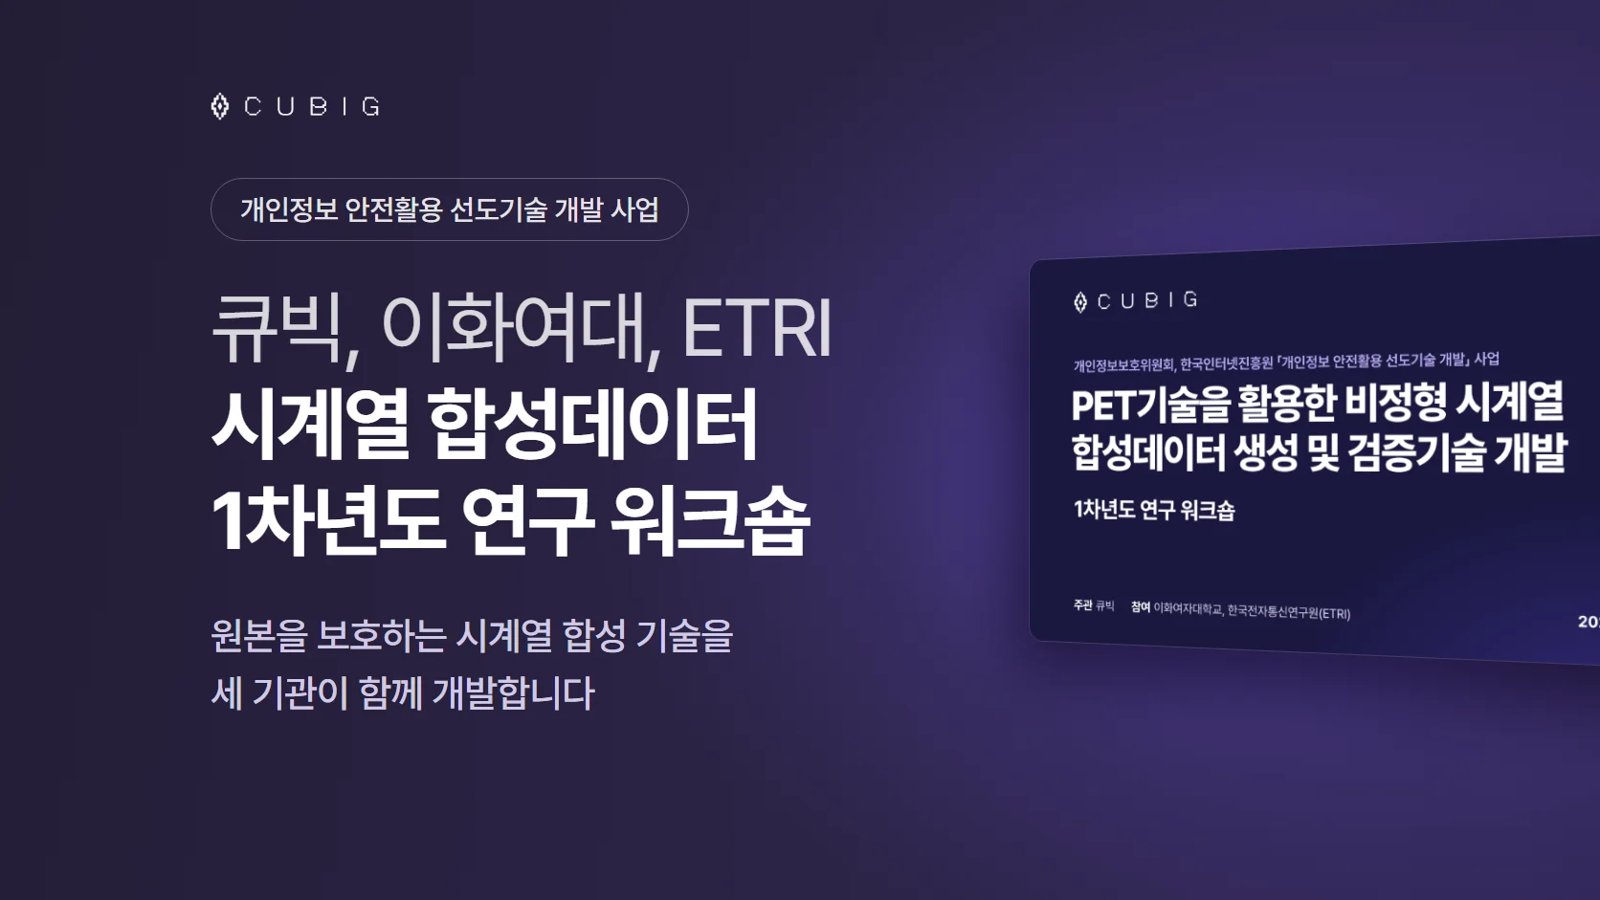 CUBIG
개인정보 안전활용 선도기술 개발 사업
큐빅, 이화여대, ETRI
시계열 합성데이터
1차년도 연구 워크숍
원본을 보호하는 시계열 합성 기술을
세 기관이 함께 개발합니다
CUBIG
개인정보보호위원회, 한국인터넷진흥원 「개인정보 안전활용 선도기술 개발」 사업
PET기술을 활용한 비정형 시계열
합성데이터 생성 및 검증기술 개발
1차년도 연구 워크숍
주관 큐빅 참여 이화여자대학교, 한국전자통신연구원(ETRI)